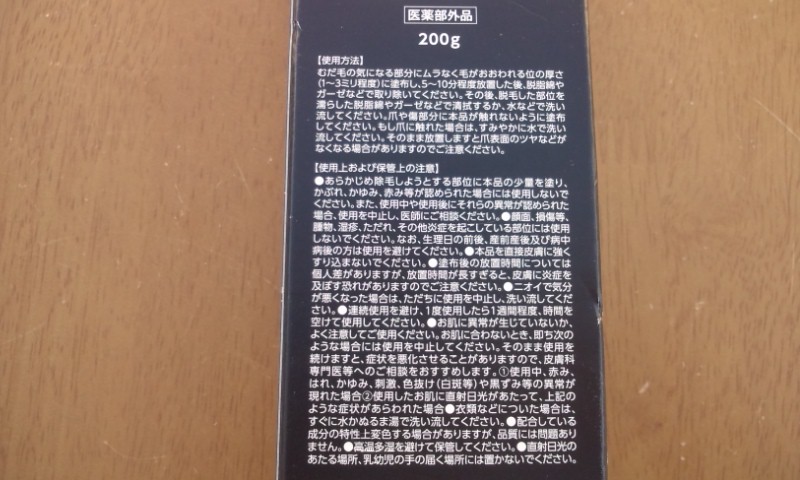 医薬部外品
200g
【使用方法】
むだ毛の気になる部分にムラなく毛がおおわれる位の厚さ
(1〜3ミリ程度)に塗布し、5〜10分程度放置した後、脱脂綿や
ガーゼなどで取り除いてください。その後、脱毛した部位を
濡らした脱脂綿やガーゼなどで清拭するか、水などで洗い
流してください。爪や傷部分に本品が触れないように塗布
してください。もし爪に触れた場合は、すみやかに水で洗い
流してください。そのまま放置しますと爪表面のツヤなどが
なくなる場合がありますのでご注意ください。
【使用上および保管上の注意】
●あらかじめ除毛しようとする部位に本品の少量を塗り、
かぶれ、かゆみ、赤み等が認められた場合には使用しないで
ください。また、使用中や使用後にそれらの異常が認められた
場合、使用を中止し、医師にご相談ください。●顔面、損傷等、
腫物、湿疹、ただれ、その他炎症を起こしている部位には使用
しないでください。なお、生理日の前後、産前産後及び病中
病後の方は使用を避けてください。●本品を直接皮膚に強く
すり込まないでください。●塗布後の放置時間については
個人差がありますが、放置時間が長すぎると、皮膚に炎症を
及ぼす恐れがありますのでご注意ください。●ニオイで気分
が悪くなった場合は、ただちに使用を中止し、洗い流してくだ
さい。●連続使用を避け、1度使用したら1週間程度、時間を
空けて使用してください。●お肌に異常が生じていないか、
よく注意してご使用ください。お肌に合わないとき、即ち次の
ような場合には使用を中止してください。そのまま使用を
続けますと、症状を悪化させることがありますので、皮膚科
専門医等へのご相談をおすすめします。①使用中、赤み、
はれ、かゆみ、刺激、色抜け(白斑等)や黒ずみ等の異常が
現れた場合②使用したお肌に直射日光があたって、上記の
ような症状があらわれた場合●衣類などについた場合は、
すぐに水かぬるま湯で洗い流してください。●配合している
成分の特性上変色する場合がありますが、品質には問題あり
ません。●高温多湿を避けて保管してください。●直射日光の
あたる場所、乳幼児の手の届く場所には置かないでください。